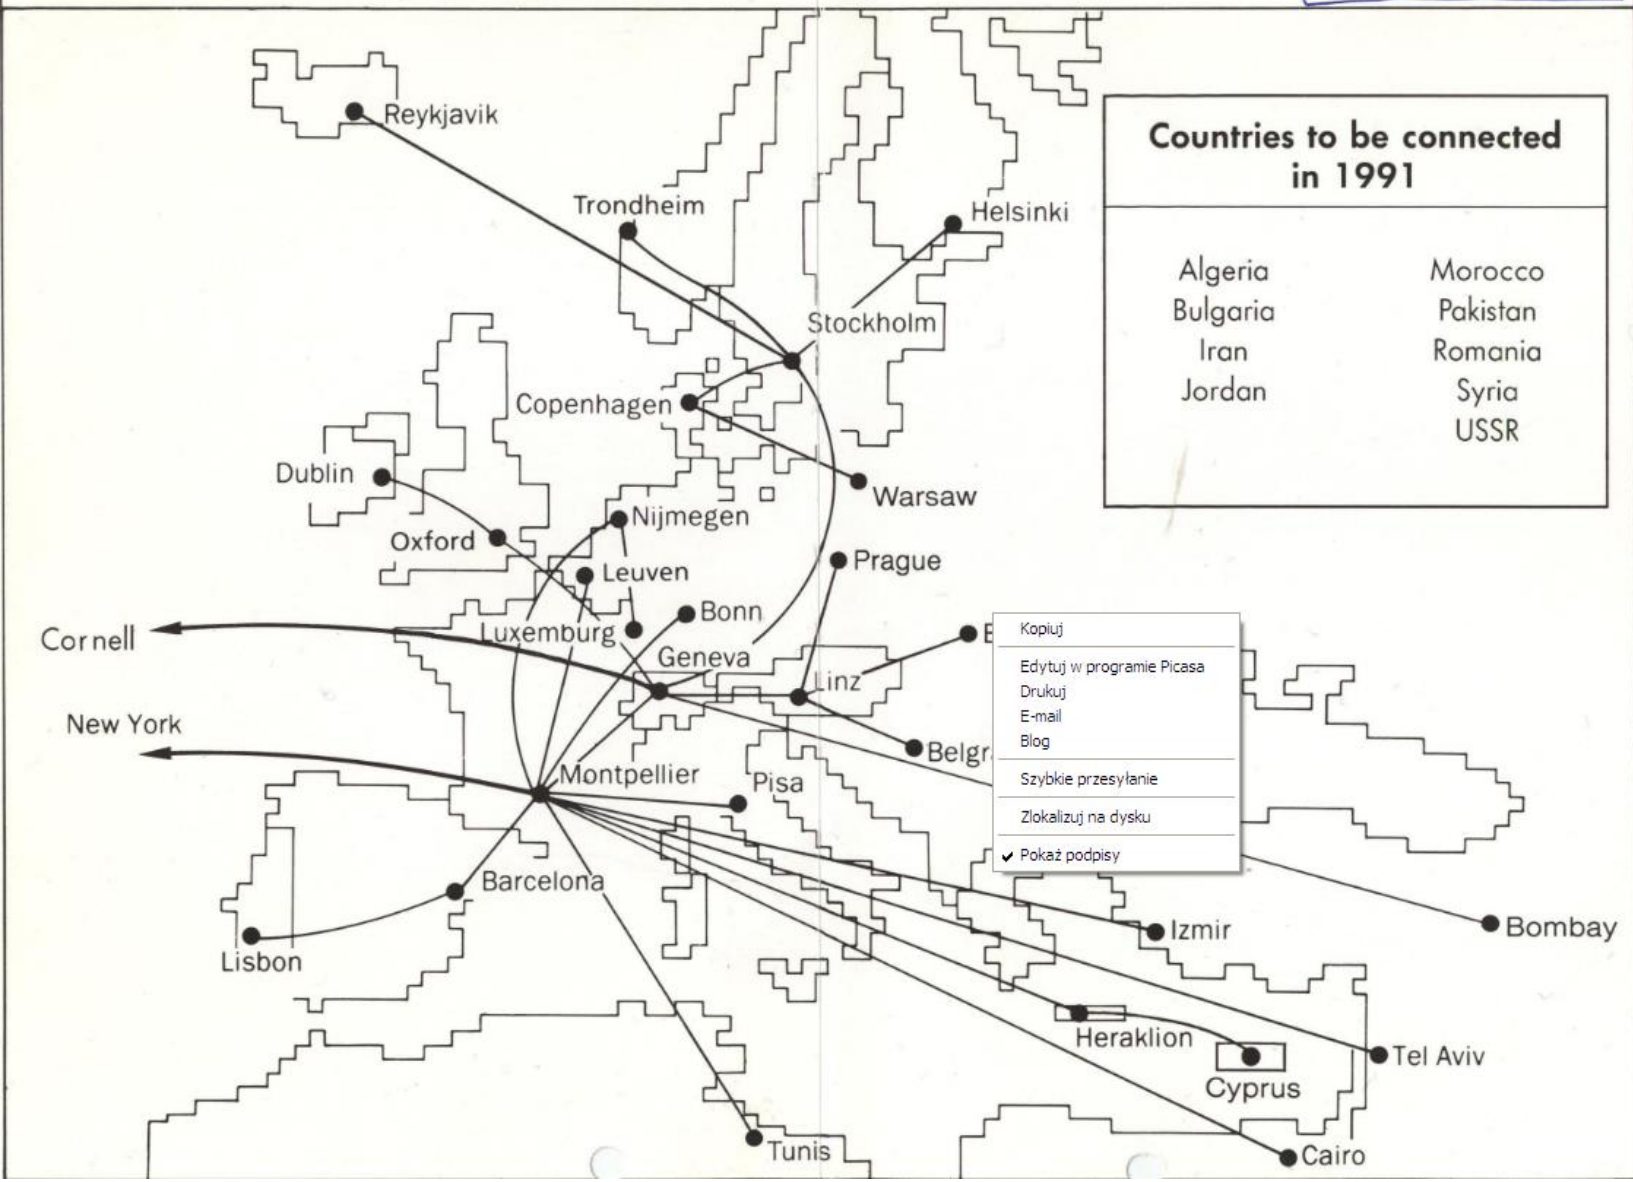 Reykjavik
Countries to be connected
in 1991
Trondheim
Helsinki
Algeria
Bulgaria
Iran
Jordan
Morocco
Pakistan
Romania
Syria
USSR
Stockholm
Copenhagen
Dublin
Warsaw
Nijmegen
Oxford
Prague
Leuven
Bonn
Cornell
Luxemburg
Geneva
Linz
New York
Belgr
Montpellier
Pisa
Kopiuj
Edytuj w programie Picasa
Drukuj
E-mail
Blog
Szybkie przesyłanie
Zlokalizuj na dysku
Pokaż podpisy
Barcelona
Izmir
Bombay
Lisbon
Heraklion
Tel Aviv
Cyprus
Tunis
Cairo